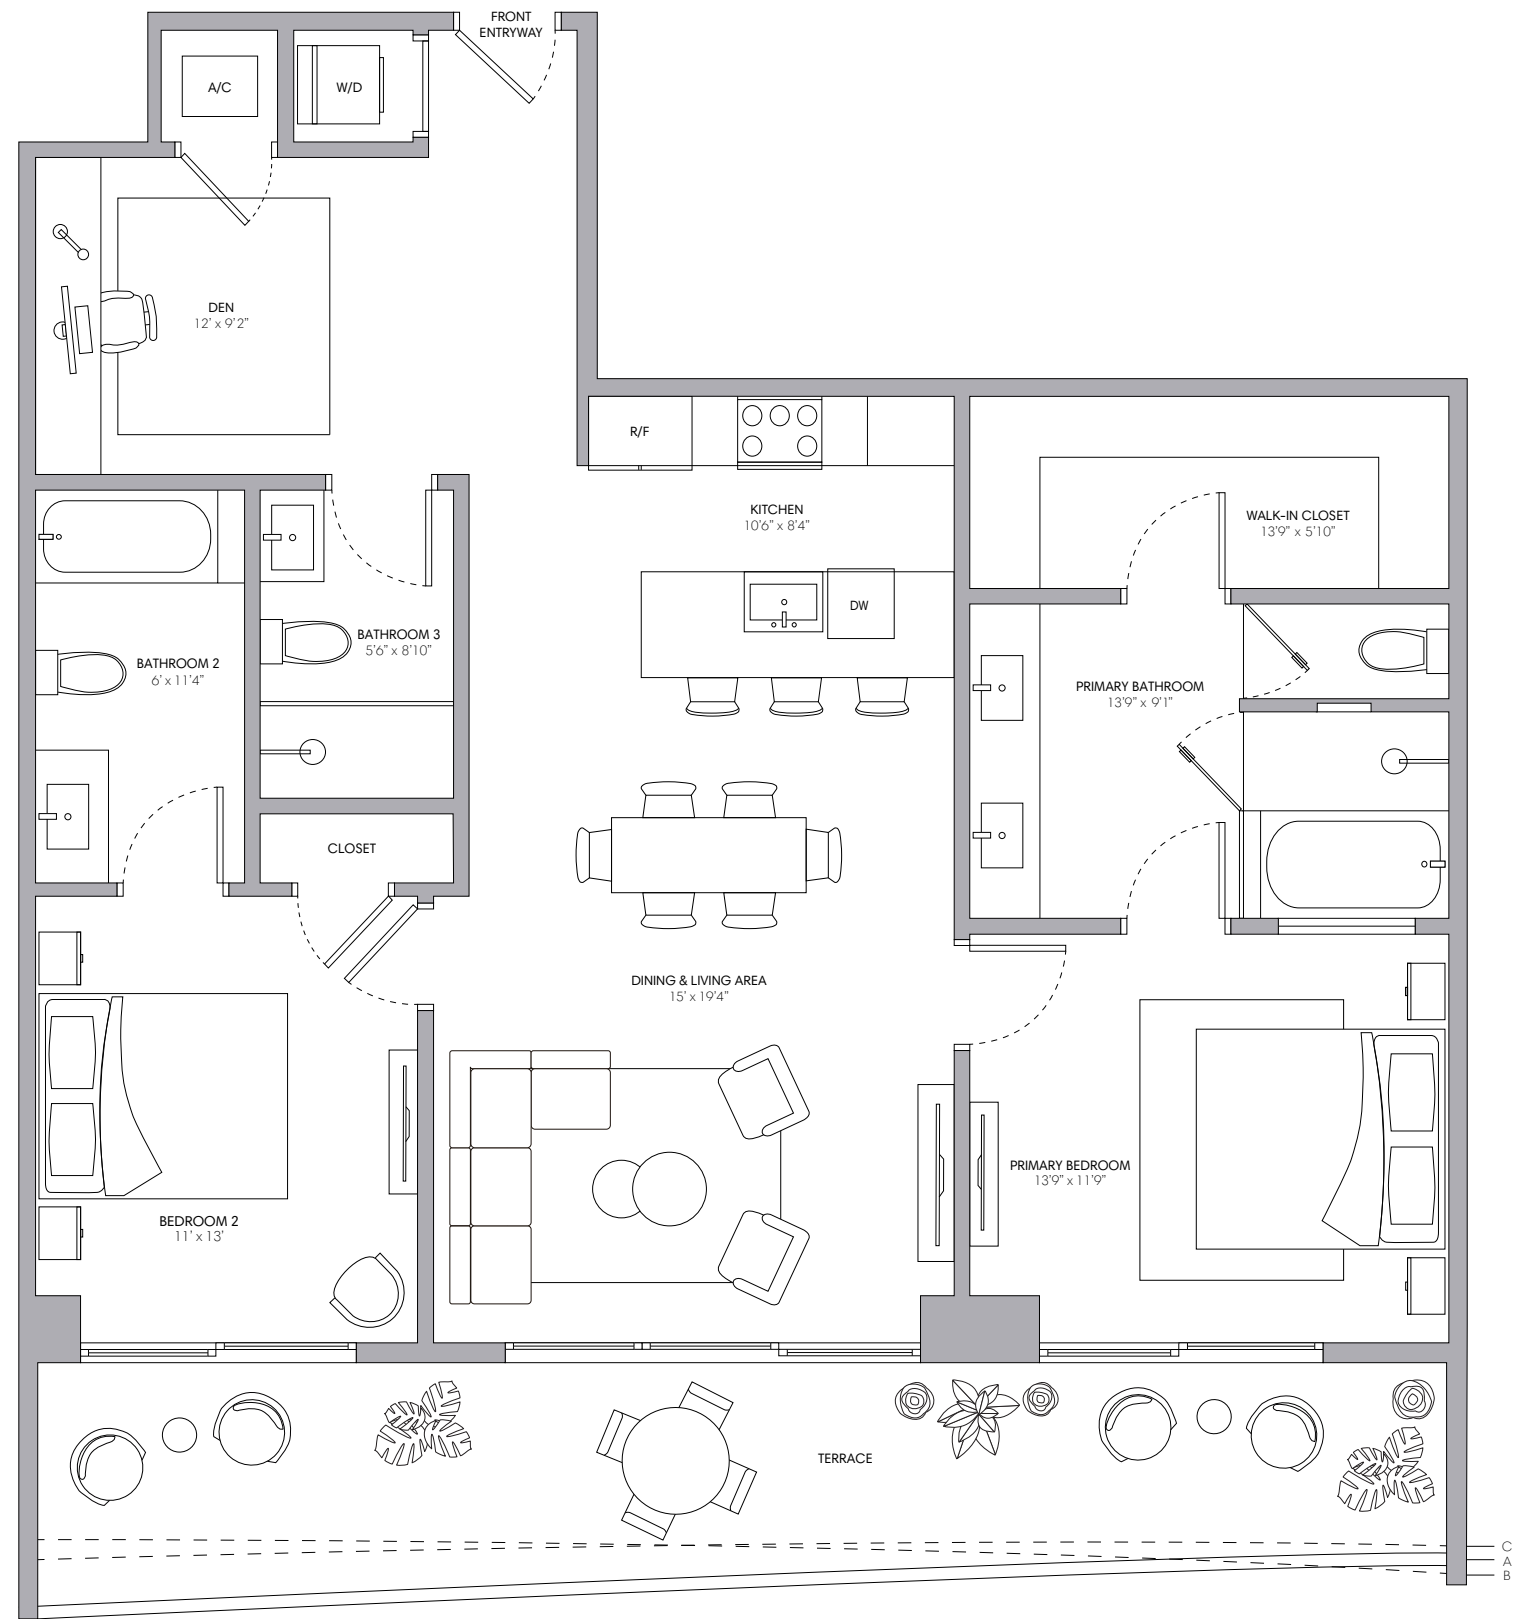 FRONT
ENTRYWAY
A/C
W/D
DEN
12' x 9'2"
R/F
KITCHEN
10'6" x 8'4"
WALK-IN CLOSET
13'9" x 5'10"
DW
BATHROOM 3
5'6" x 8'10"
BATHROOM 2
6' x 11'4"
PRIMARY BATHROOM
13'9" x 9'1"
CLOSET
DINING & LIVING AREA
15' x 19'4"
PRIMARY BEDROOM
13'9" x 11'9"
BEDROOM 2
11' x 13'
TERRACE
C
A
B